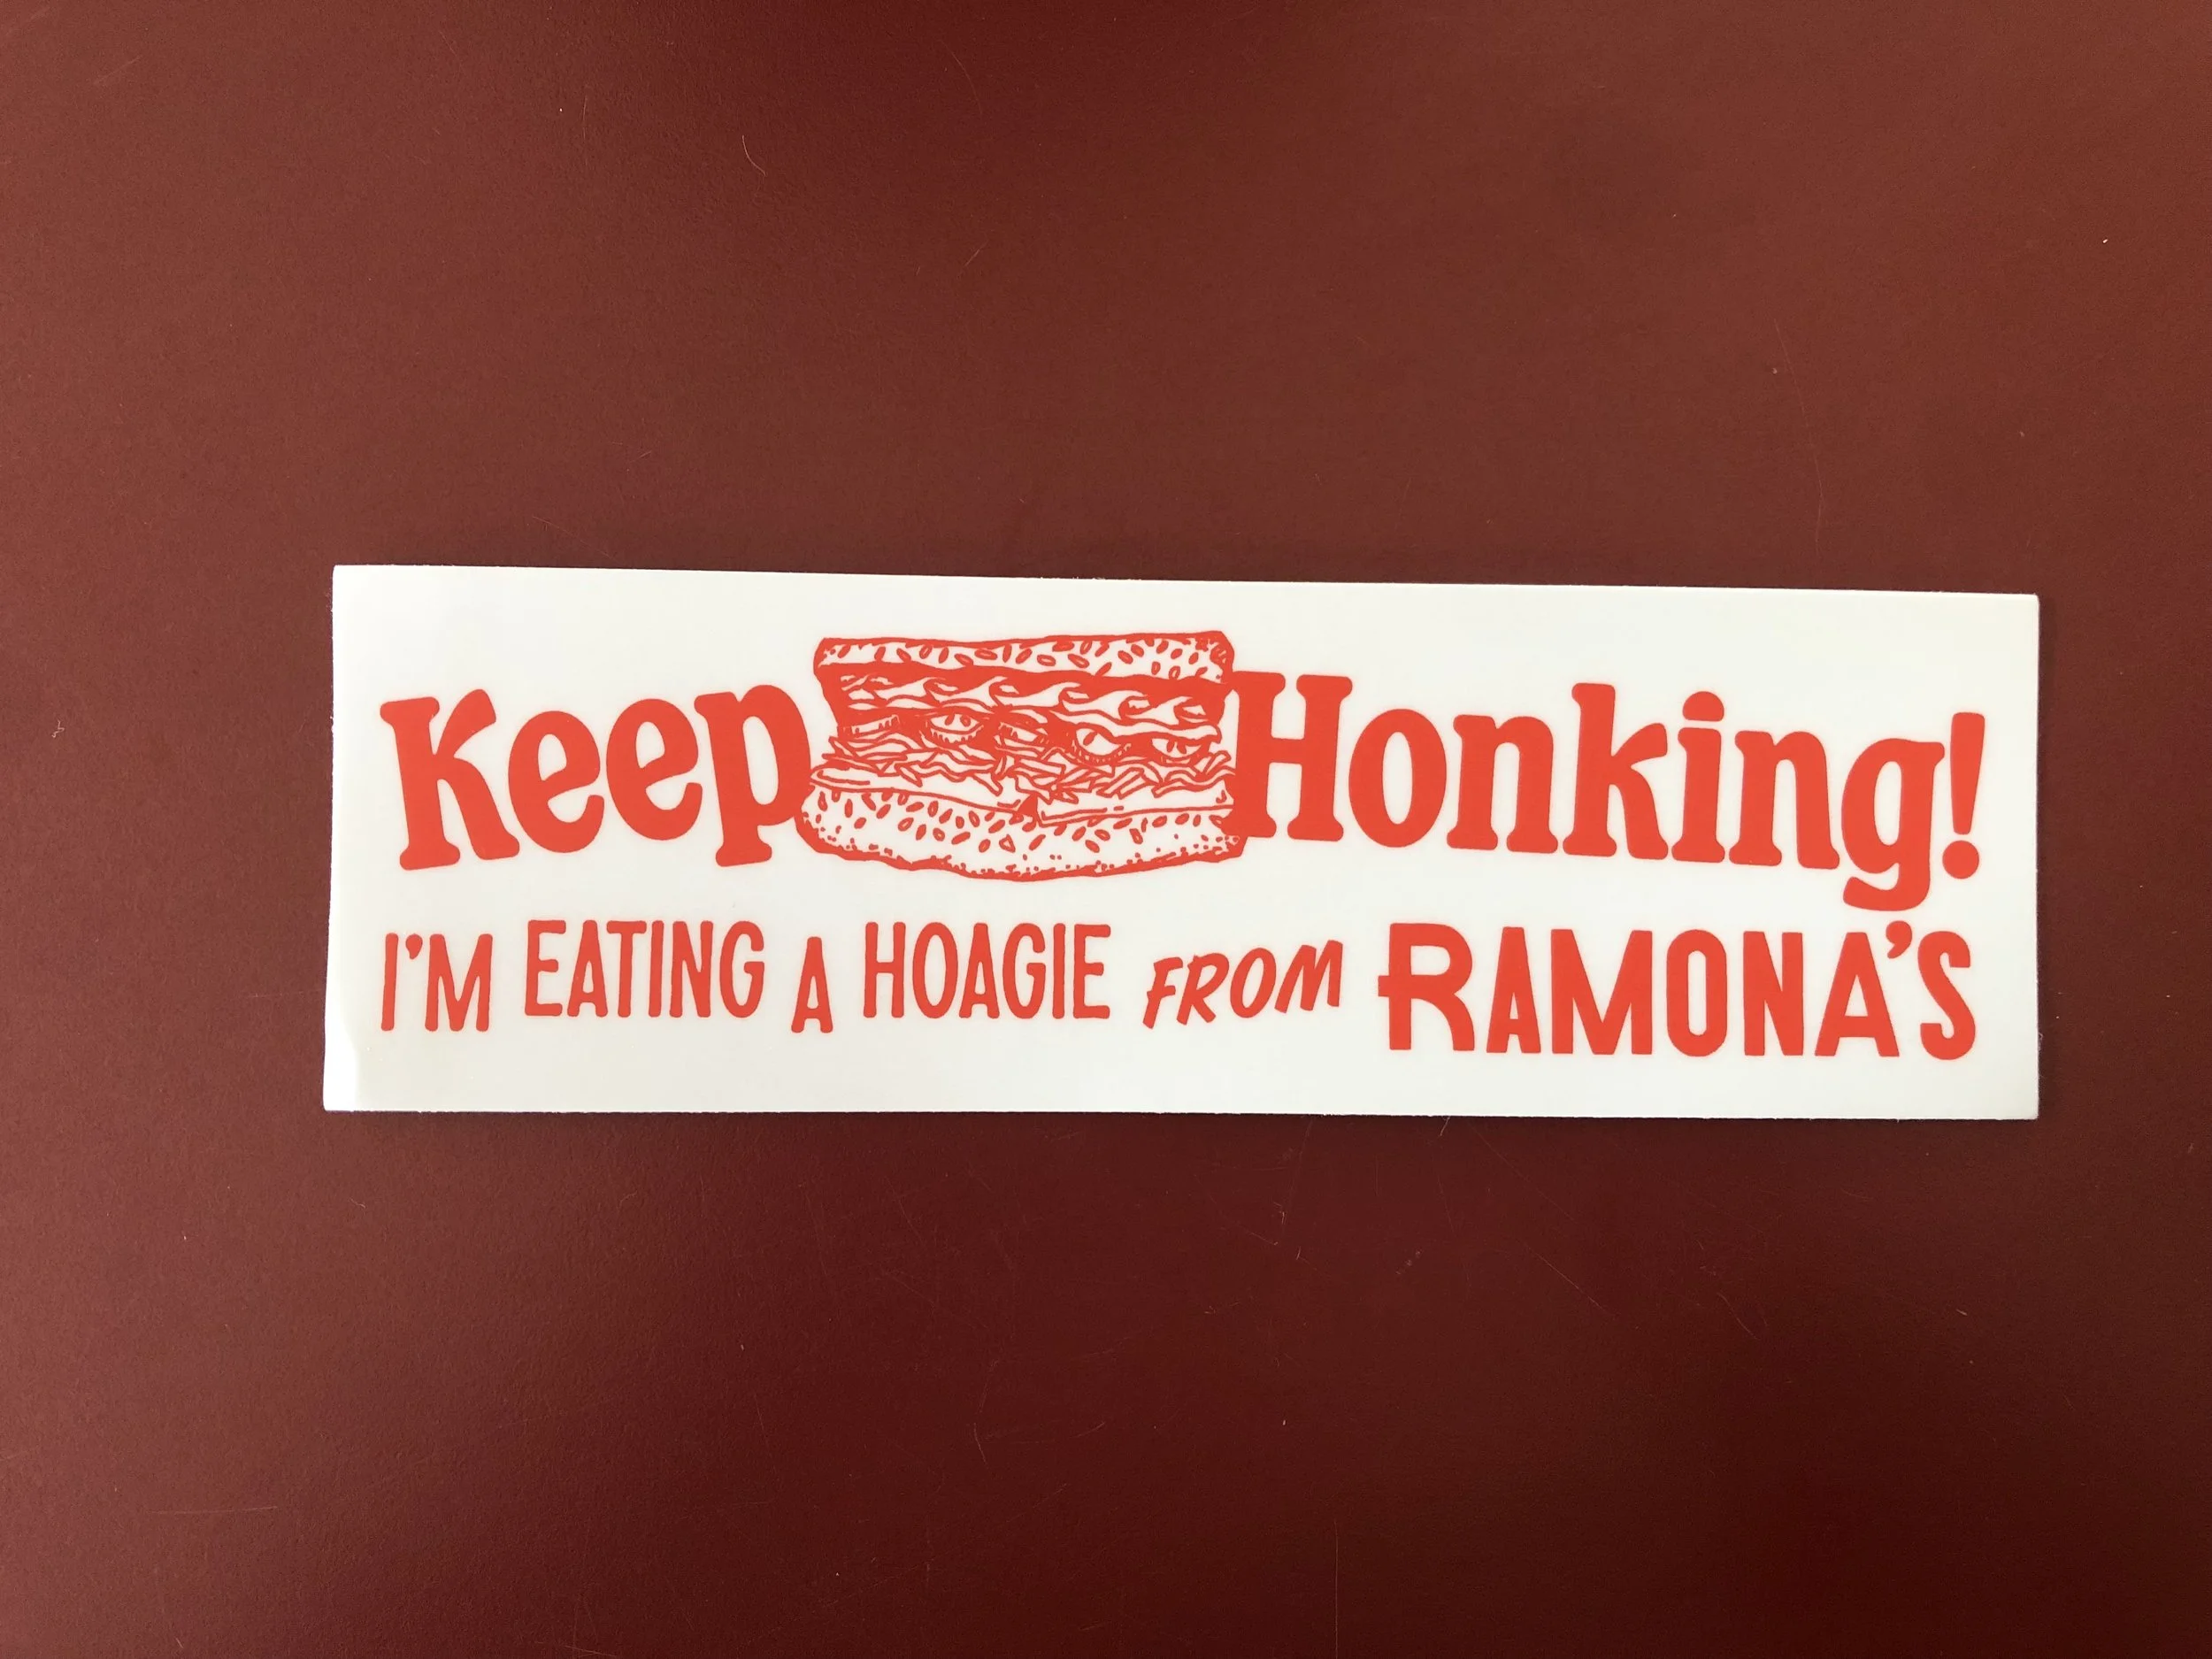 Keep Honking!
I'M EATING A HOAGIE FROM RAMONA'S